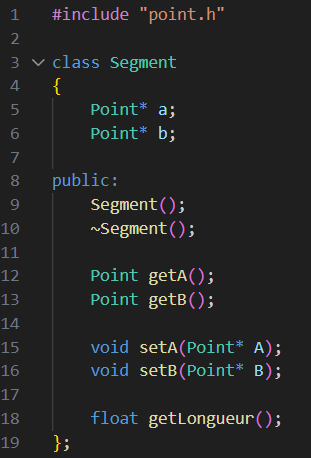 1 #include "point.h"
2
3 class Segment
4 {
5     Point* a;
6     Point* b;
7
8 public:
9     Segment();
10     ~Segment();
11
12     Point getA();
13     Point getB();
14
15     void setA(Point* A);
16     void setB(Point* B);
17
18     float getLongueur();
19 };